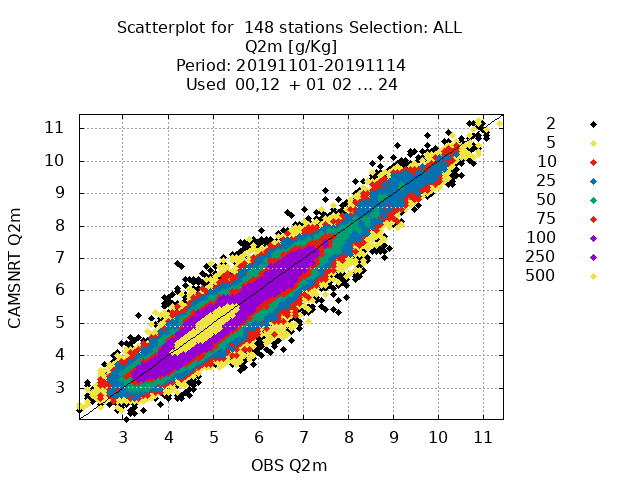 Scatterplot for 148 stations Selection: ALL
Q2m [g/Kg]
Period: 20191101-20191114
Used 00,12 + 01 02 ... 24
CAMSNRT Q2m
11
10
9
8
7
6
5
4
3
3 4 5 6 7 8 9 10 11
OBS Q2m
2
5
10
25
50
75
100
250
500